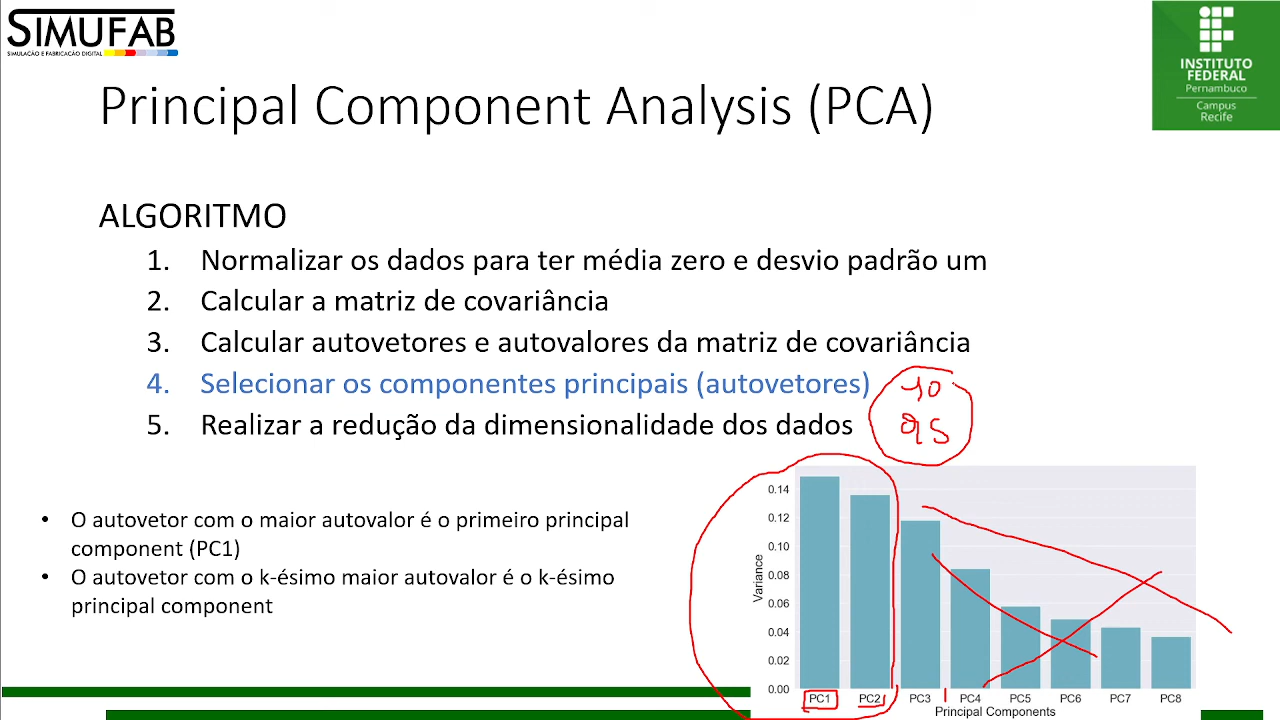 SIMUFAB
SIMULAÇÃO E FABRICAÇÃO DIGITAL
INSTITUTO
FEDERAL
Pernambuco
Campus
Recife
Principal Component Analysis (PCA)
ALGORITMO
1. Normalizar os dados para ter média zero e desvio padrão um
2. Calcular a matriz de covariância
3. Calcular autovetores e autovalores da matriz de covariância
4. Selecionar os componentes principais (autovetores)
5. Realizar a redução da dimensionalidade dos dados
95
• O autovetor com o maior autovalor é o primeiro principal
component (PC1)
• O autovetor com o k-ésimo maior autovalor é o k-ésimo
principal component
0.14
0.12
0.10
0.08
0.06
0.04
0.02
0.00
Variance
PC1 PC2 PC3 PC4 PC5 PC6 PC7 PC8
Principal Components